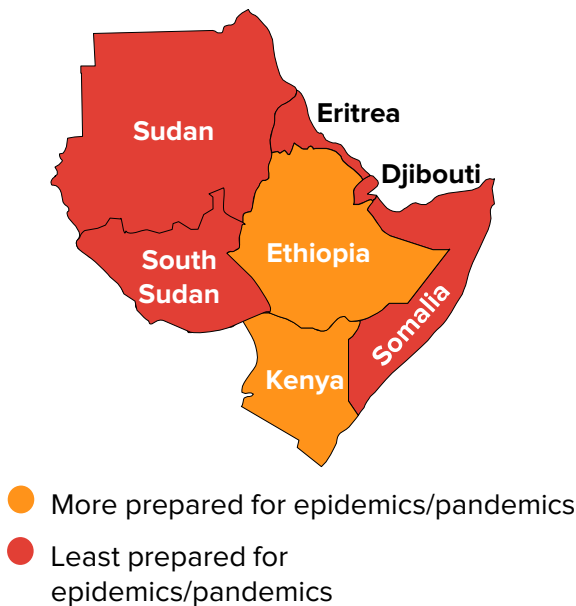 Eritrea
Sudan
Djibouti
Ethiopia
South
Sudan
Somalia
Kenya
More prepared for epidemics/pandemics
Least prepared for
epidemics/pandemics